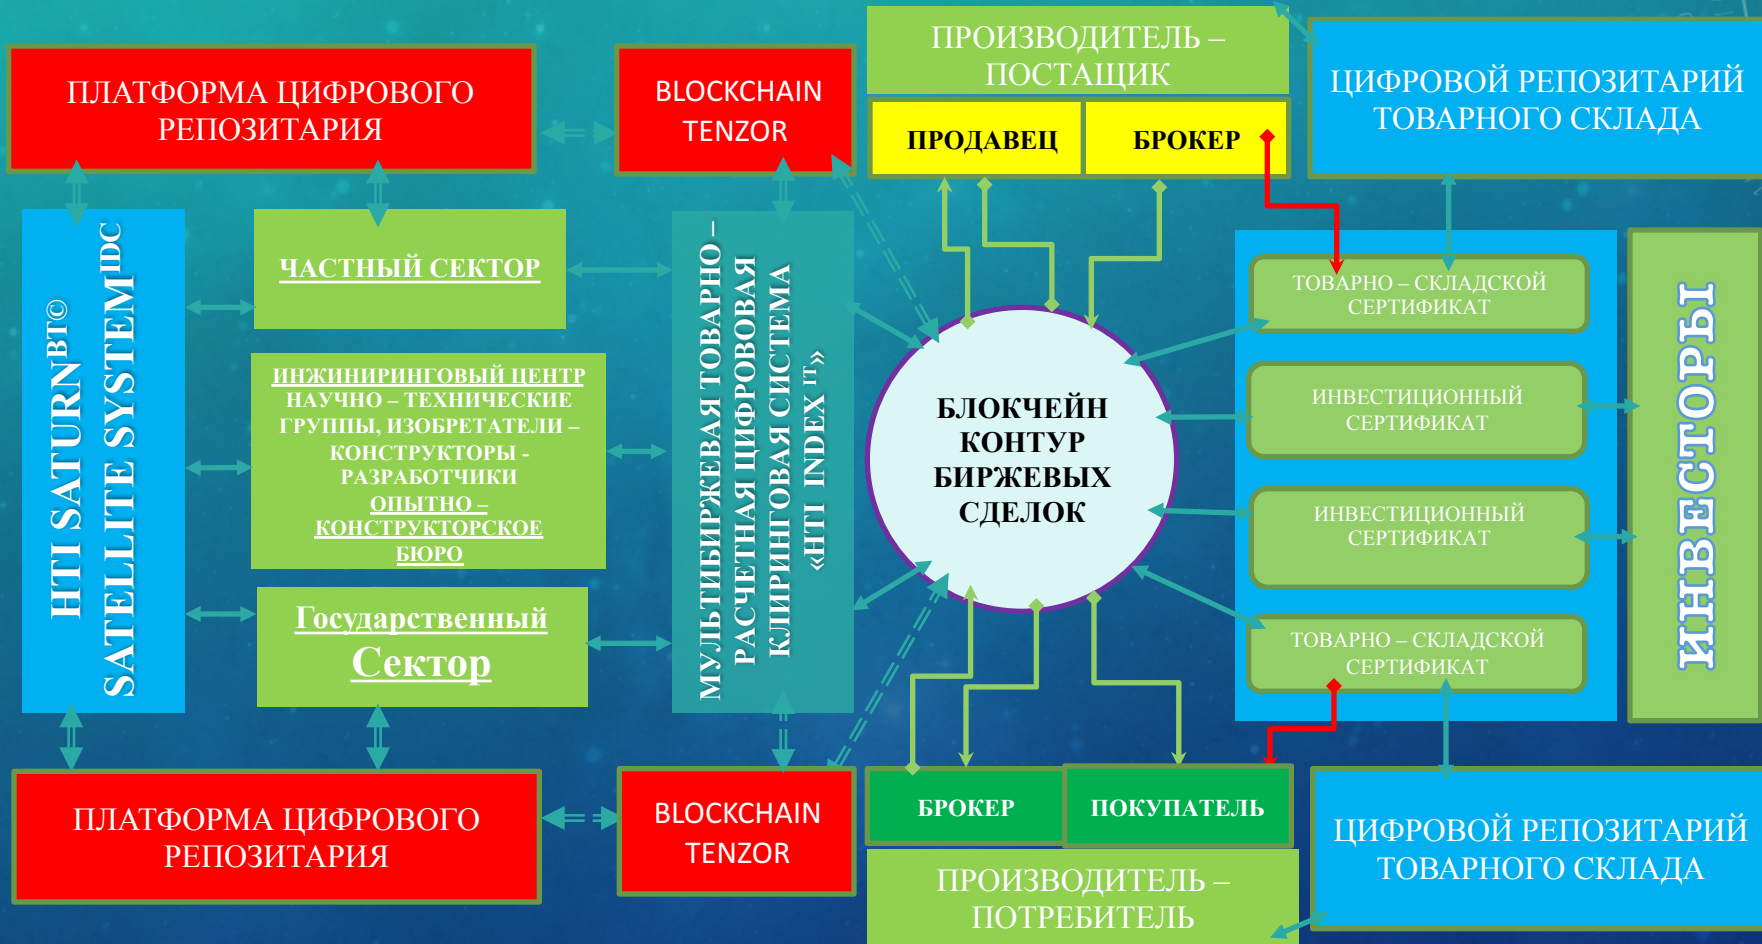 ПРОИЗВОДИТЕЛЬ –
ПОСТАЩИК
ПЛАТФОРМА ЦИФРОВОГО
РЕПОЗИТАРИЯ
BLOCKCHAIN
TENZOR
ПРОДАВЕЦ
БРОКЕР
ЦИФРОВОЙ РЕПОЗИТАРИЙ
ТОВАРНОГО СКЛАДА
HTI SATURNᴮᵀ©
SATELLITE SYSTEMᴵᴰᶜ
ЧАСТНЫЙ СЕКТОР
ИНЖИНИРИНГОВЫЙ ЦЕНТР
НАУЧНО – ТЕХНИЧЕСКИЕ
ГРУППЫ, ИЗОБРЕТАТЕЛИ –
КОНСТРУКТОРЫ -
РАЗРАБОТЧИКИ
ОПЫТНО –
КОНСТРУКТОРСКОЕ
БЮРО
Государственный
Сектор
МУЛЬТИБИРЖЕВАЯ ТОВАРНО –
РАСЧЕТНАЯ ЦИФРОВОВАЯ
КЛИРИНГОВАЯ СИСТЕМА
«HTI INDEX ᴵᵀ»
БЛОКЧЕЙН
КОНТУР
БИРЖЕВЫХ
СДЕЛОК
ТОВАРНО – СКЛАДСКОЙ
СЕРТИФИКАТ
ИНВЕСТИЦИОННЫЙ
СЕРТИФИКАТ
ИНВЕСТИЦИОННЫЙ
СЕРТИФИКАТ
ТОВАРНО – СКЛАДСКОЙ
СЕРТИФИКАТ
ИНВЕСТОРЫ
ПЛАТФОРМА ЦИФРОВОГО
РЕПОЗИТАРИЯ
BLOCKCHAIN
TENZOR
БРОКЕР
ПОКУПАТЕЛЬ
ПРОИЗВОДИТЕЛЬ –
ПОТРЕБИТЕЛЬ
ЦИФРОВОЙ РЕПОЗИТАРИЙ
ТОВАРНОГО СКЛАДА